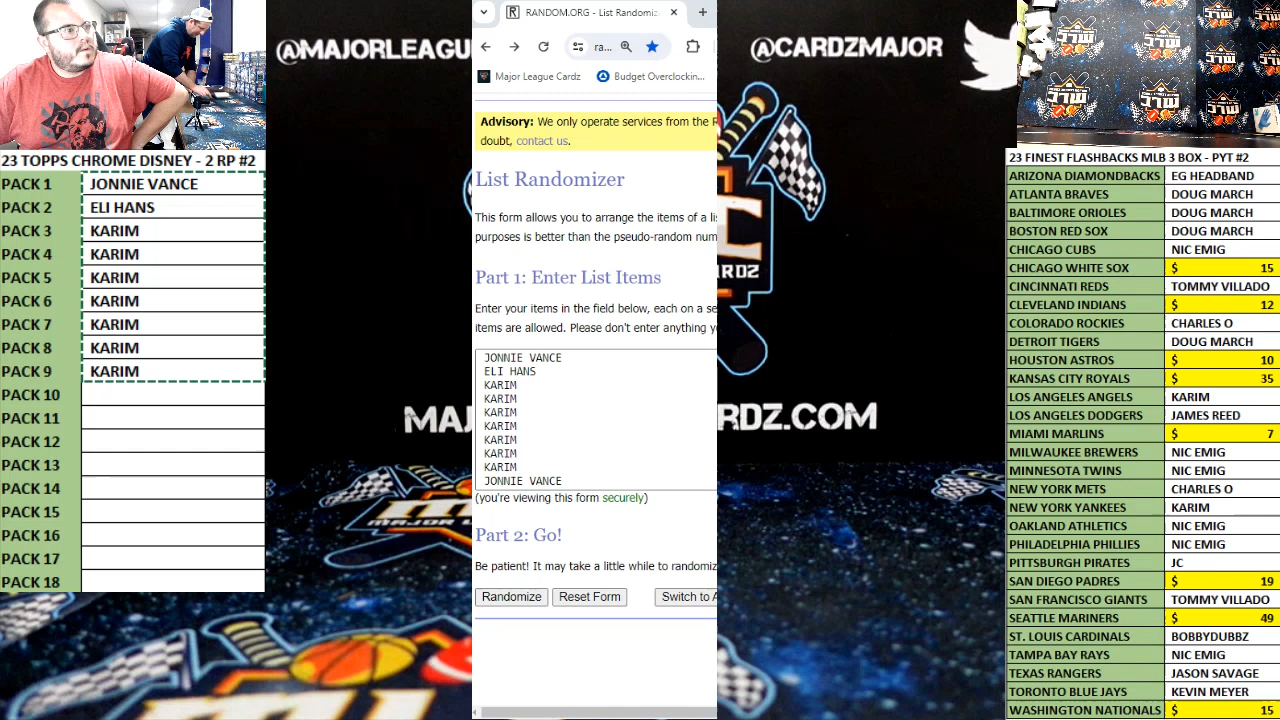 @MAJORLEAGU
@CARDZMAJOR
RANDOM.ORG - List Randomiz
ra...
Major League Cardz
Budget Overclockin...
Advisory: We only operate services from the R
doubt, contact us.
List Randomizer
This form allows you to arrange the items of a li
purposes is better than the pseudo-random num
Part 1: Enter List Items
Enter your items in the field below, each on a se
items are allowed. Please don't enter anything y
JONNIE VANCE
ELI HANS
KARIM
KARIM
KARIM
KARIM
KARIM
KARIM
KARIM
JONNIE VANCE
(you're viewing this form securely)
Part 2: Go!
Be patient! It may take a little while to randomiz
Randomize
Reset Form
Switch to A
23 TOPPS CHROME DISNEY - 2 RP #2
PACK 1 JONNIE VANCE
PACK 2 ELI HANS
PACK 3 KARIM
PACK 4 KARIM
PACK 5 KARIM
PACK 6 KARIM
PACK 7 KARIM
PACK 8 KARIM
PACK 9 KARIM
PACK 10
PACK 11
PACK 12
PACK 13
PACK 14
PACK 15
PACK 16
PACK 17
PACK 18
MA
RDZ.COM
23 FINEST FLASHBACKS MLB 3 BOX - PYT #2
ARIZONA DIAMONDBACKS EG HEADBAND
ATLANTA BRAVES DOUG MARCH
BALTIMORE ORIOLES DOUG MARCH
BOSTON RED SOX DOUG MARCH
CHICAGO CUBS NIC EMIG
CHICAGO WHITE SOX $ 15
CINCINNATI REDS TOMMY VILLADO
CLEVELAND INDIANS $ 12
COLORADO ROCKIES CHARLES O
DETROIT TIGERS DOUG MARCH
HOUSTON ASTROS $ 10
KANSAS CITY ROYALS $ 35
LOS ANGELES ANGELS KARIM
LOS ANGELES DODGERS JAMES REED
MIAMI MARLINS $ 7
MILWAUKEE BREWERS NIC EMIG
MINNESOTA TWINS NIC EMIG
NEW YORK METS CHARLES O
NEW YORK YANKEES KARIM
OAKLAND ATHLETICS NIC EMIG
PHILADELPHIA PHILLIES NIC EMIG
PITTSBURGH PIRATES JC
SAN DIEGO PADRES $ 19
SAN FRANCISCO GIANTS TOMMY VILLADO
SEATTLE MARINERS $ 49
ST. LOUIS CARDINALS BOBBYDUBBZ
TAMPA BAY RAYS NIC EMIG
TEXAS RANGERS JASON SAVAGE
TORONTO BLUE JAYS KEVIN MEYER
WASHINGTON NATIONALS $ 15